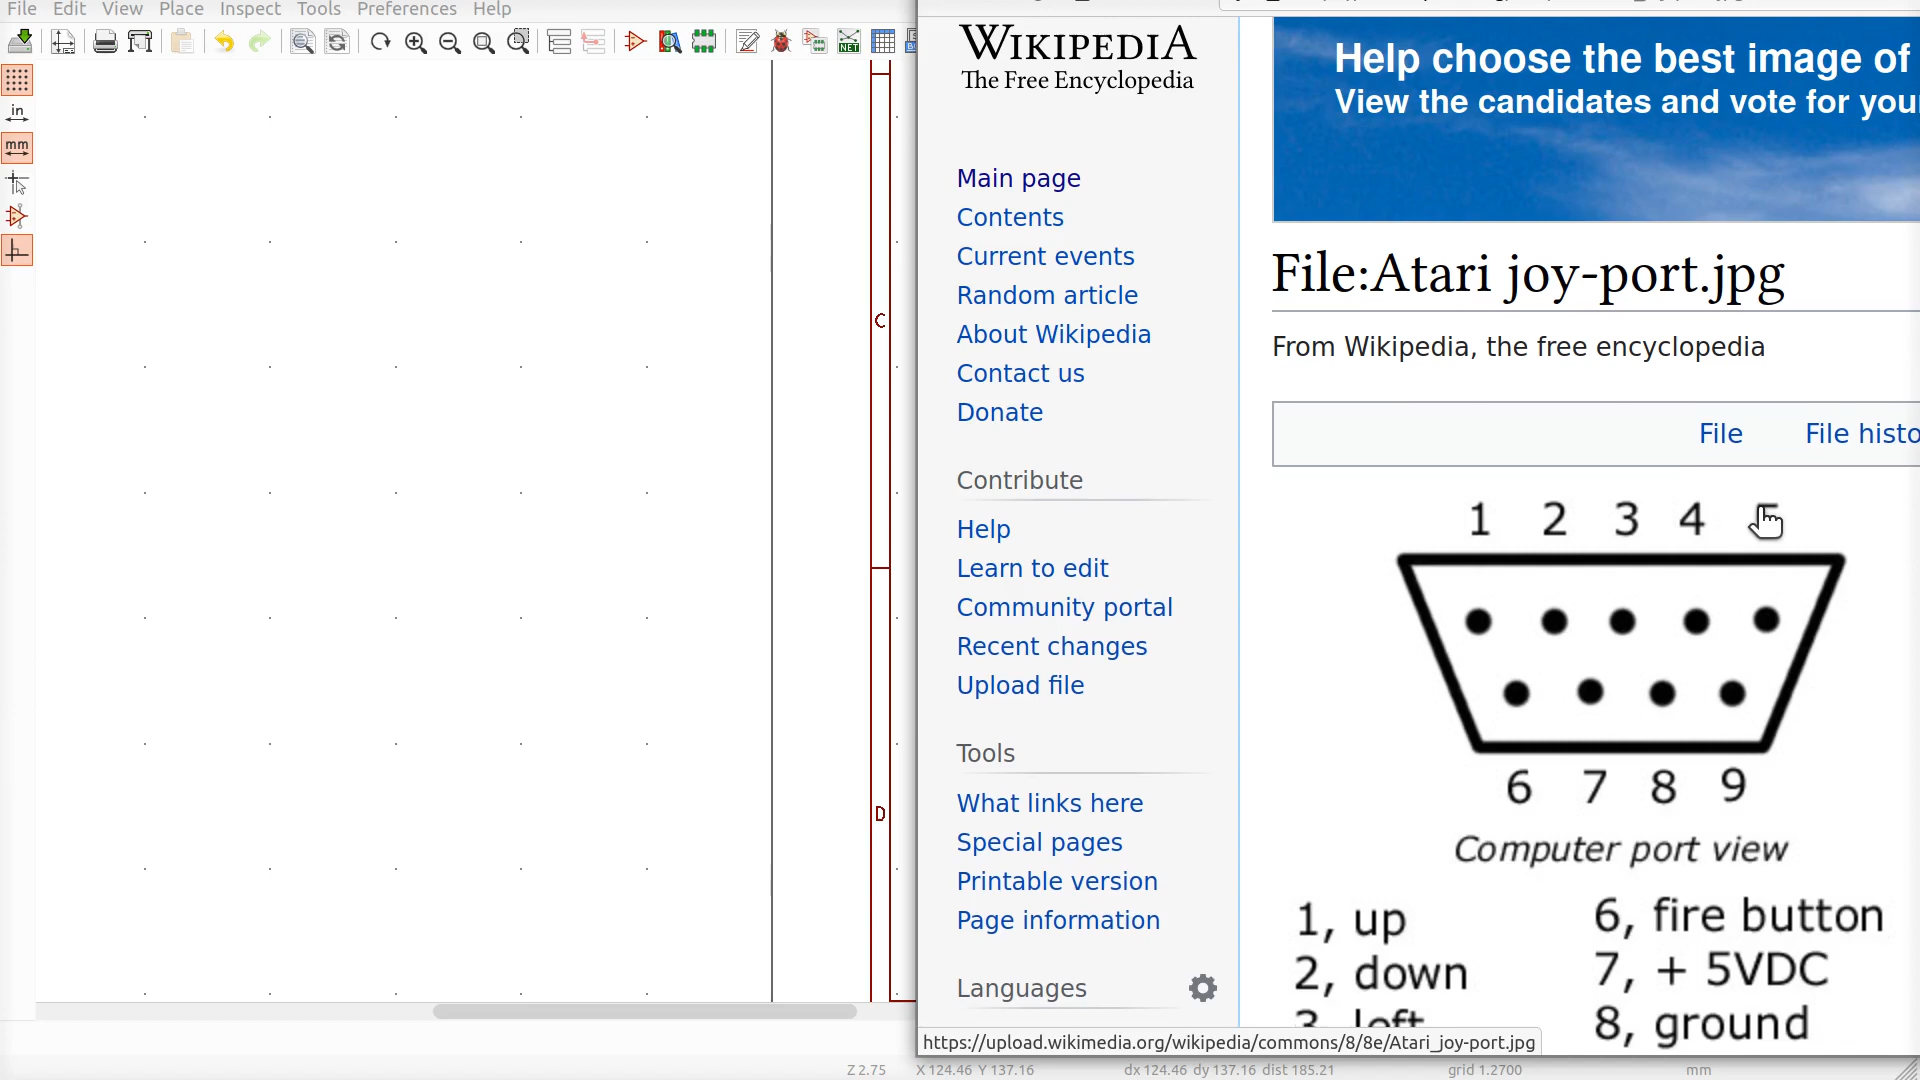 File Edit View Place Inspect Tools Preferences Help
in
mm
NET
C
D
Z 2.75 X 124.46 Y 137.16 dx 124.46 dy 137.16 dist 185.21 grid 1.2700 mm
WIKIPEDIA
The Free Encyclopedia
Main page
Contents
Current events
Random article
About Wikipedia
Contact us
Donate
Contribute
Help
Learn to edit
Community portal
Recent changes
Upload file
Tools
What links here
Special pages
Printable version
Page information
Languages
Help choose the best image of
View the candidates and vote for your
File:Atari joy-port.jpg
From Wikipedia, the free encyclopedia
File File histo
1 2 3 4
6 7 8 9
Computer port view
1, up 6, fire button
2, down 7, + 5VDC
3, left 8, ground
https://upload.wikimedia.org/wikipedia/commons/8/8e/Atari_joy-port.jpg